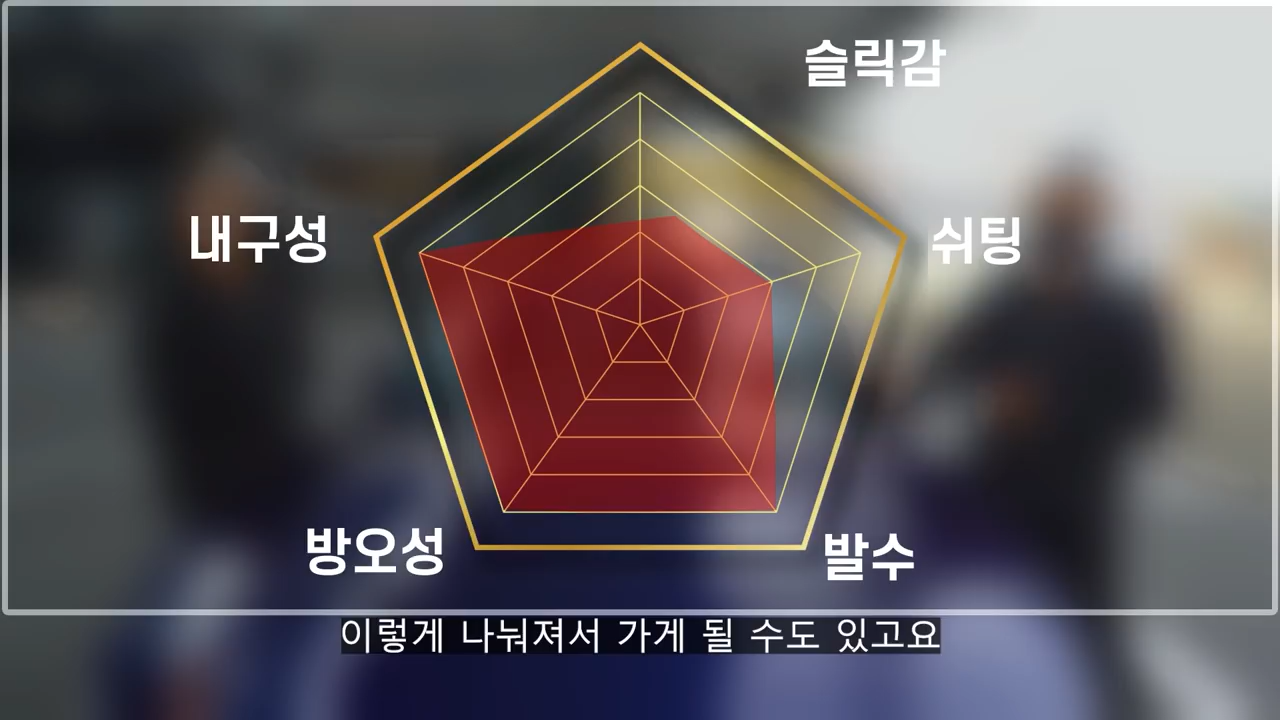 슬릭감
내구성
쉬팅
방오성
발수
이렇게 나눠져서 가게 될 수도 있고요